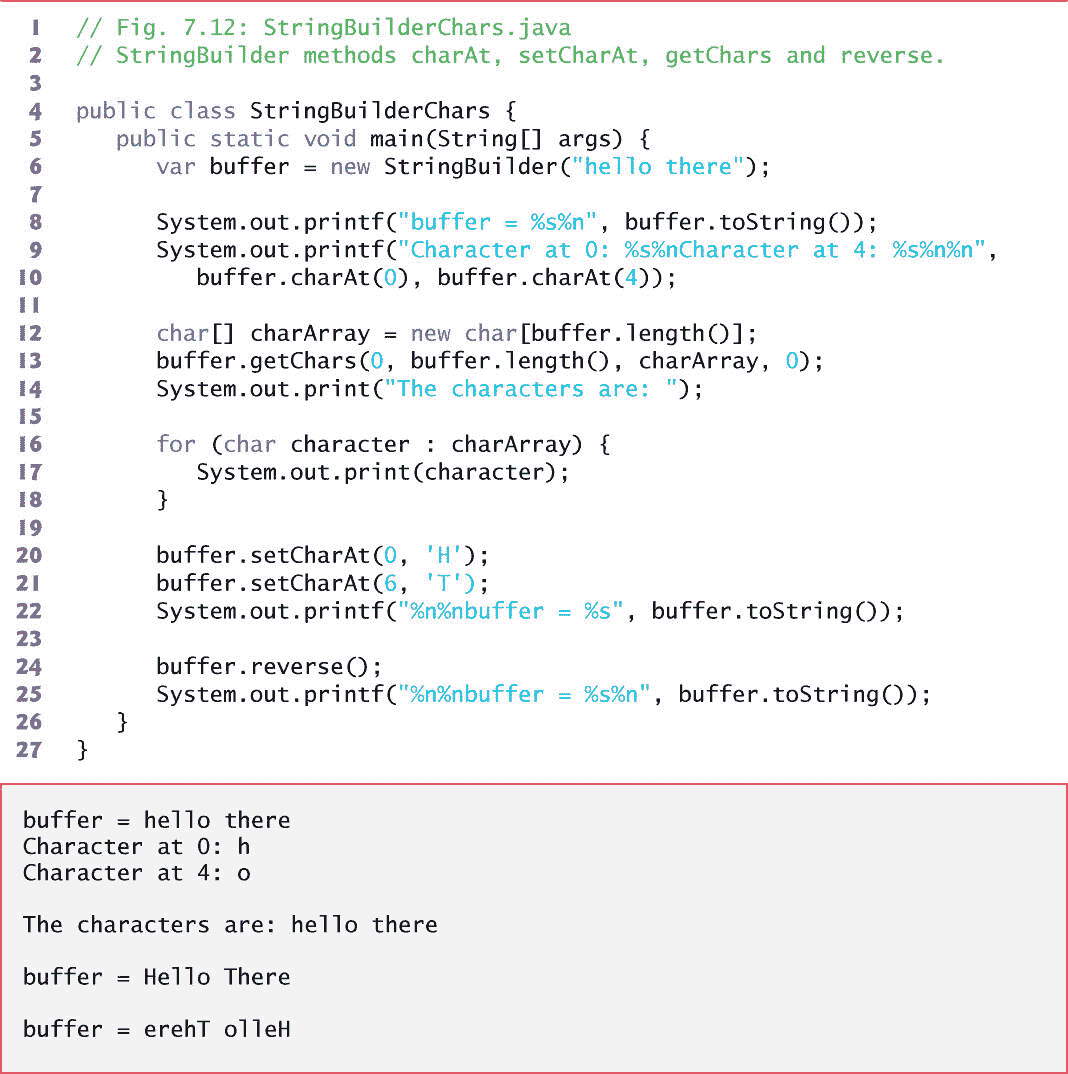 1 // Fig. 7.12: StringBuilderChars.java
2 // StringBuilder methods charAt, setCharAt, getChars and reverse.
3
4 public class StringBuilderChars {
5    public static void main(String[] args) {
6       var buffer = new StringBuilder("hello there");
7
8       System.out.printf("buffer = %s%n", buffer.toString());
9       System.out.printf("Character at 0: %s%nCharacter at 4: %s%n%n",
10          buffer.charAt(0), buffer.charAt(4));
11
12       char[] charArray = new char[buffer.length()];
13       buffer.getChars(0, buffer.length(), charArray, 0);
14       System.out.print("The characters are: ");
15
16       for (char character : charArray) {
17          System.out.print(character);
18       }
19
20       buffer.setCharAt(0, 'H');
21       buffer.setCharAt(6, 'T');
22       System.out.printf("%n%nbuffer = %s", buffer.toString());
23
24       buffer.reverse();
25       System.out.printf("%n%nbuffer = %s%n", buffer.toString());
26    }
27 }
buffer = hello there
Character at 0: h
Character at 4: o
The characters are: hello there
buffer = Hello There
buffer = erehT olleH